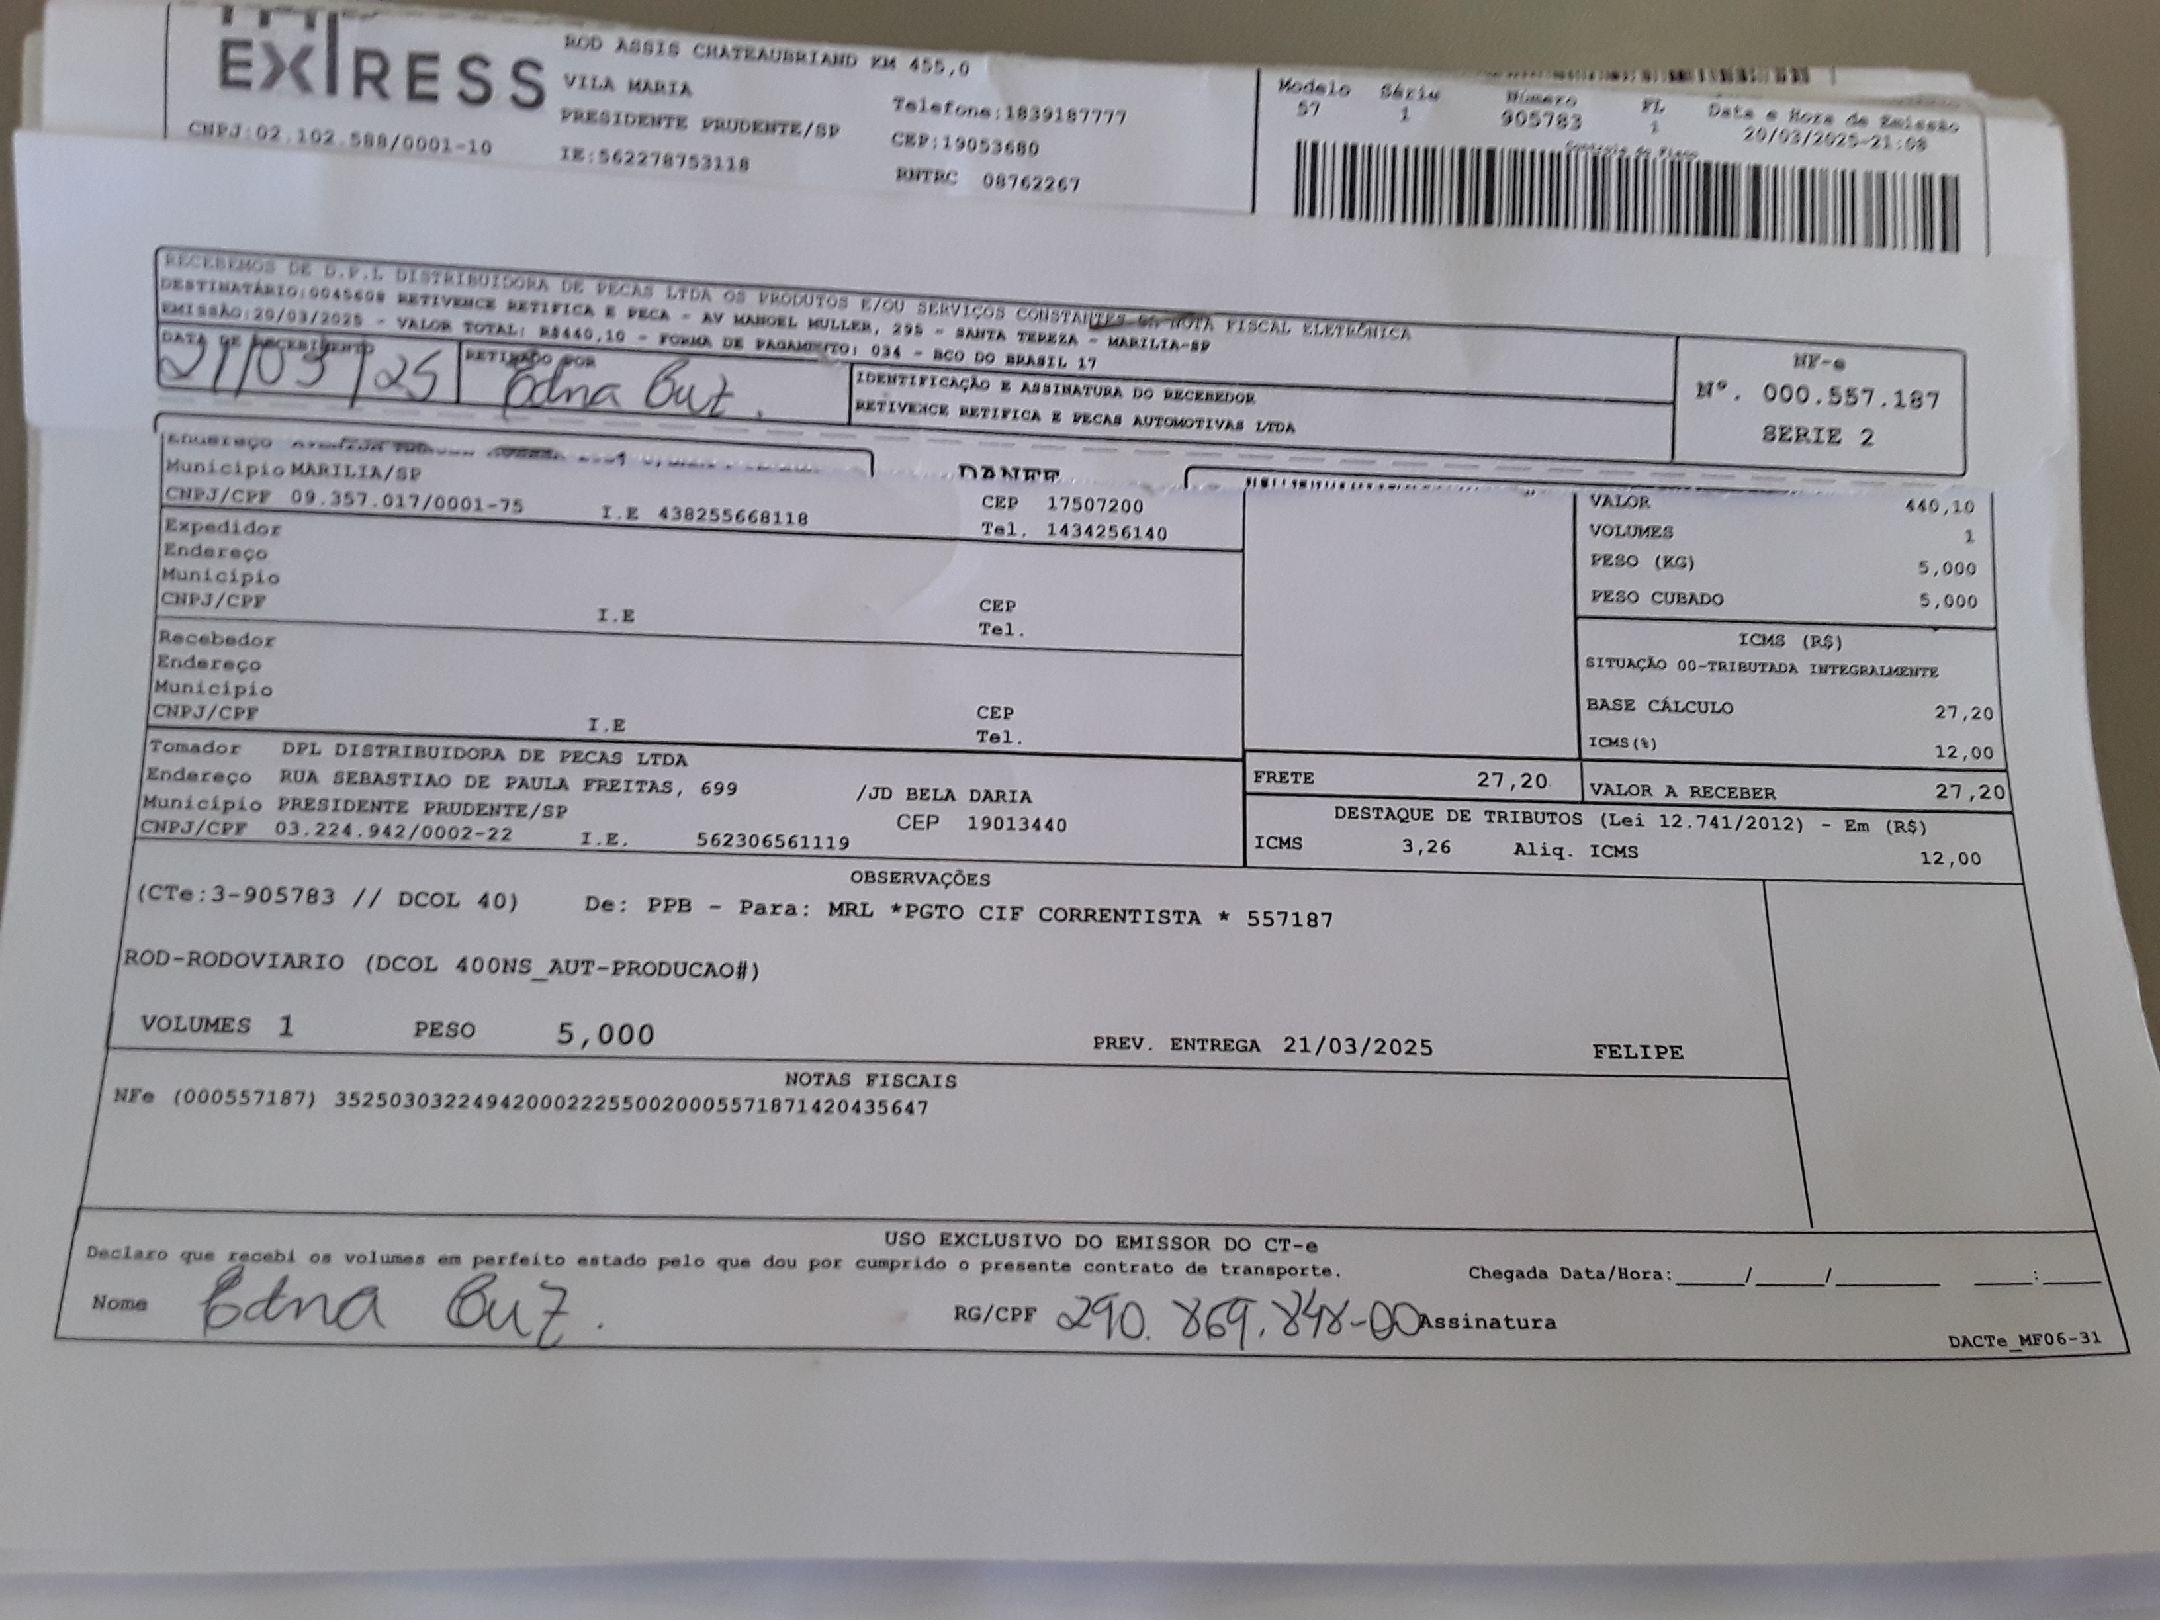 EXPRESS
ROD ASSIS CHATEAUBRIAND KM 455,0
VILA MARIA
PRESIDENTE PRUDENTE/SP
Telefone:1839187777
CEP:19053680
CNPJ:02.102.588/0001-10
IE:562278753118
RNTRC 08762267
Modelo Série Número FL Data e Hora de Emissão
57 1 905783 1 20/03/2025-21:08
RECEBEMOS DE D.P.L DISTRIBUIDORA DE PECAS LTDA OS PRODUTOS E/OU SERVIÇOS CONSTANTES DA NOTA FISCAL ELETRÔNICA
DESTINATÁRIO:0045608 RETIVENCE RETIFICA E PECA - AV MANOEL MULLER, 295 - SANTA TEREZA - MARILIA-SP
EMISSÃO:20/03/2025 - VALOR TOTAL: R$440,10 - FORMA DE PAGAMENTO: 034 - BCO DO BRASIL 17
DATA DE RECEBIMENTO
21/03/25
RETIRADO POR
Edna Cruz.
IDENTIFICAÇÃO E ASSINATURA DO RECEBEDOR
RETIVENCE RETIFICA E PECAS AUTOMOTIVAS LTDA
NF-e
Nº. 000.557.187
SERIE 2
DANFE
Endereço
Município MARILIA/SP
CNPJ/CPF 09.357.017/0001-75 I.E 438255668118
CEP 17507200
Tel. 1434256140
Expedidor
Endereço
Município
CNPJ/CPF I.E
CEP
Tel.
Recebedor
Endereço
Município
CNPJ/CPF I.E
CEP
Tel.
Tomador DPL DISTRIBUIDORA DE PECAS LTDA
Endereço RUA SEBASTIAO DE PAULA FREITAS, 699 /JD BELA DARIA
Município PRESIDENTE PRUDENTE/SP CEP 19013440
CNPJ/CPF 03.224.942/0002-22 I.E. 562306561119
VALOR 440,10
VOLUMES 1
PESO (KG) 5,000
PESO CUBADO 5,000
ICMS (R$)
SITUAÇÃO 00-TRIBUTADA INTEGRALMENTE
BASE CÁLCULO 27,20
ICMS(%) 12,00
FRETE 27,20 VALOR A RECEBER 27,20
DESTAQUE DE TRIBUTOS (Lei 12.741/2012) - Em (R$)
ICMS 3,26 Aliq. ICMS 12,00
OBSERVAÇÕES
(CTe:3-905783 // DCOL 40) De: PPB - Para: MRL *PGTO CIF CORRENTISTA * 557187
ROD-RODOVIARIO (DCOL 400NS_AUT-PRODUCAO#)
VOLUMES 1 PESO 5,000 PREV. ENTREGA 21/03/2025 FELIPE
NOTAS FISCAIS
NFe (000557187) 35250303224942000222550020005571871420435647
USO EXCLUSIVO DO EMISSOR DO CT-e
Declaro que recebi os volumes em perfeito estado pelo que dou por cumprido o presente contrato de transporte.
Chegada Data/Hora:_____/_____/________ ____:_____
Nome Edna Cruz. RG/CPF 290.869.848-00 Assinatura
DACTe_MF06-31